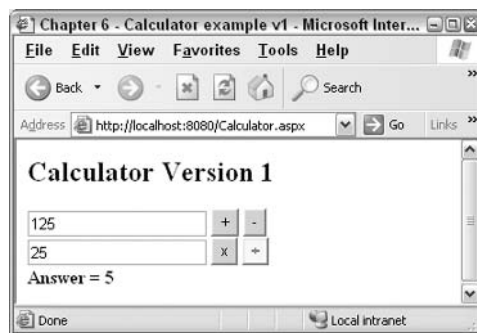 Chapter 6 - Calculator example v1 - Microsoft Inter...
File Edit View Favorites Tools Help
Back Search »
Address http://localhost:8080/Calculator.aspx Go Links »
Calculator Version 1
125 + -
25 x ÷
Answer = 5
Done Local intranet